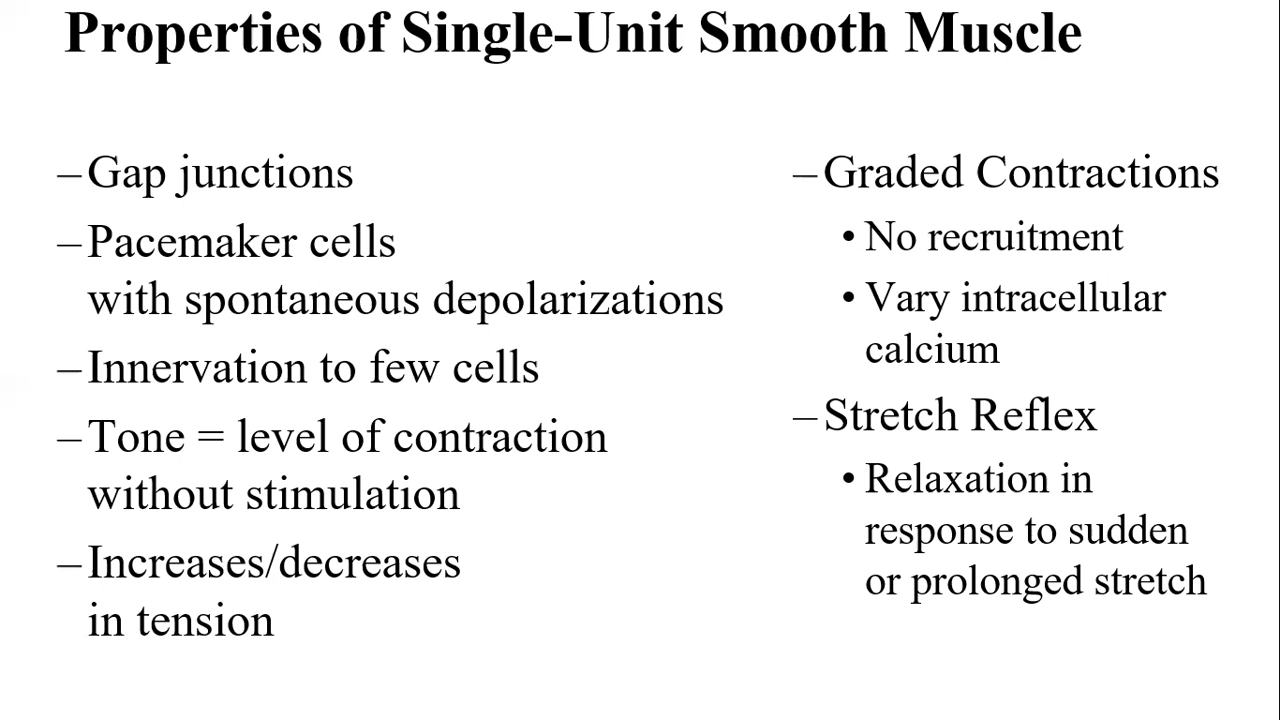 Properties of Single-Unit Smooth Muscle
–Gap junctions
–Pacemaker cells
with spontaneous depolarizations
–Innervation to few cells
–Tone = level of contraction
without stimulation
–Increases/decreases
in tension
–Graded Contractions
• No recruitment
• Vary intracellular
calcium
–Stretch Reflex
• Relaxation in
response to sudden
or prolonged stretch